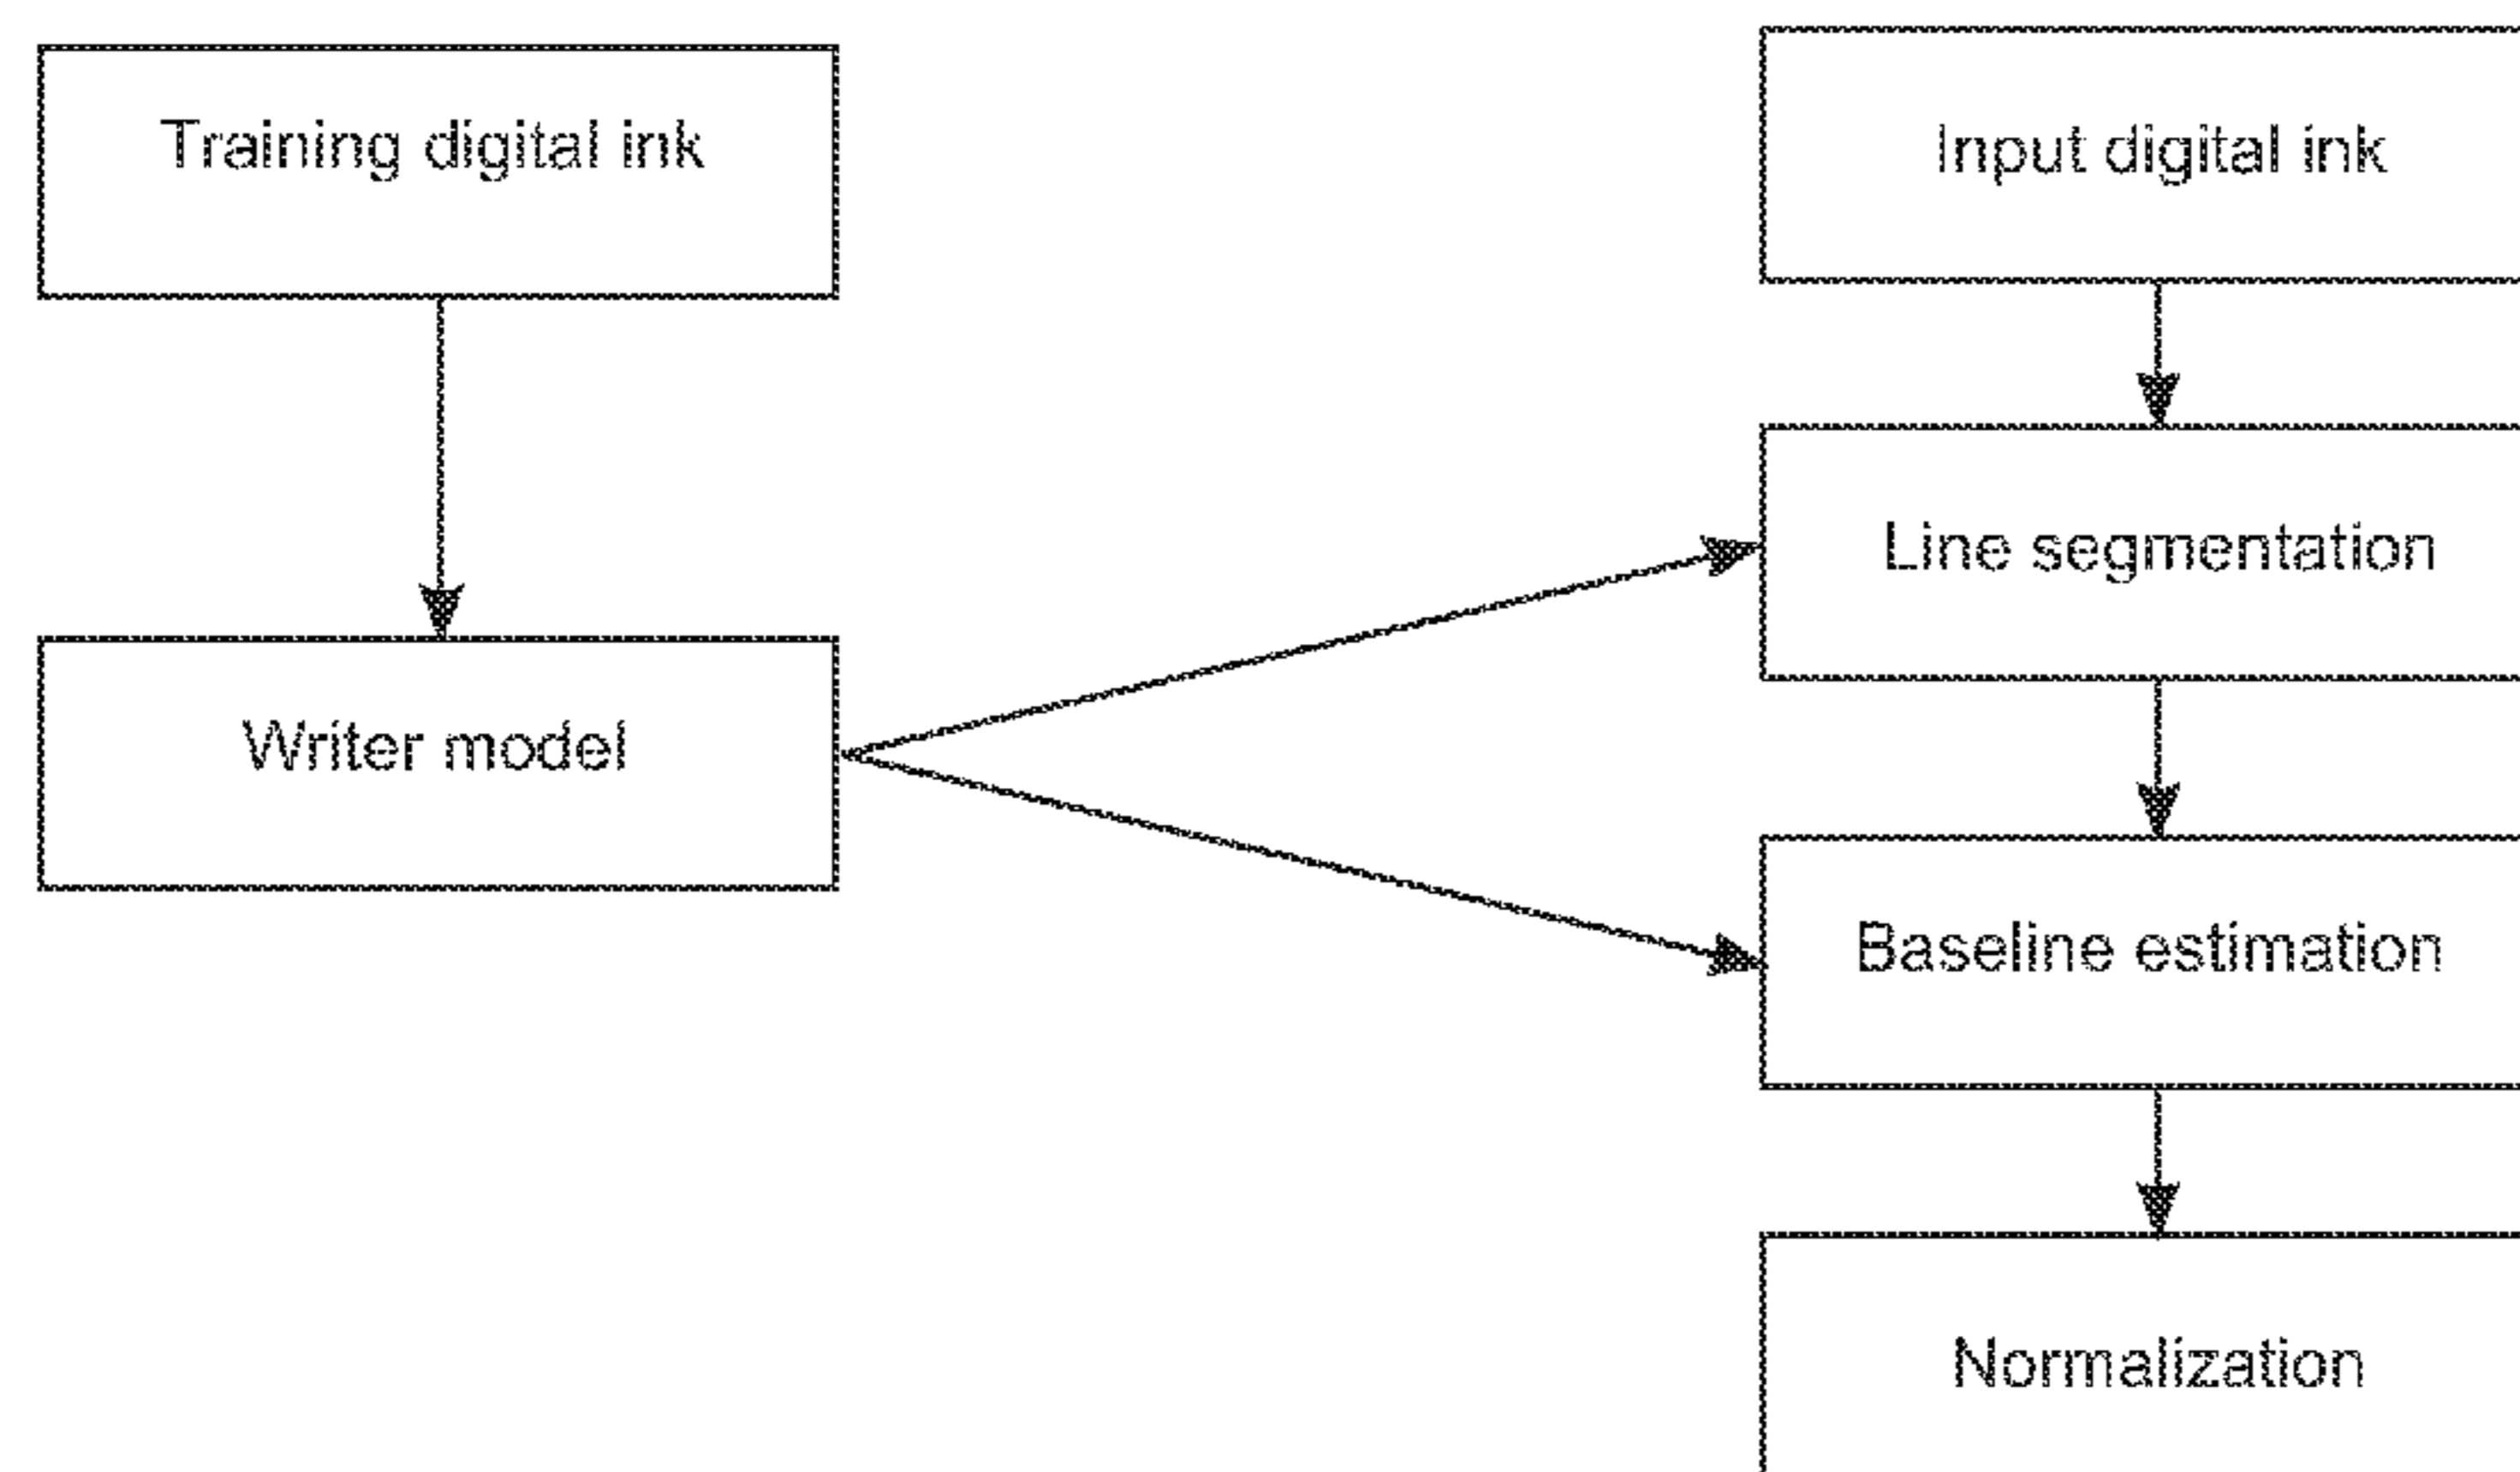 Training digital ink
Input digital ink
Line segmentation
Writer model
Baseline estimation
Normalization